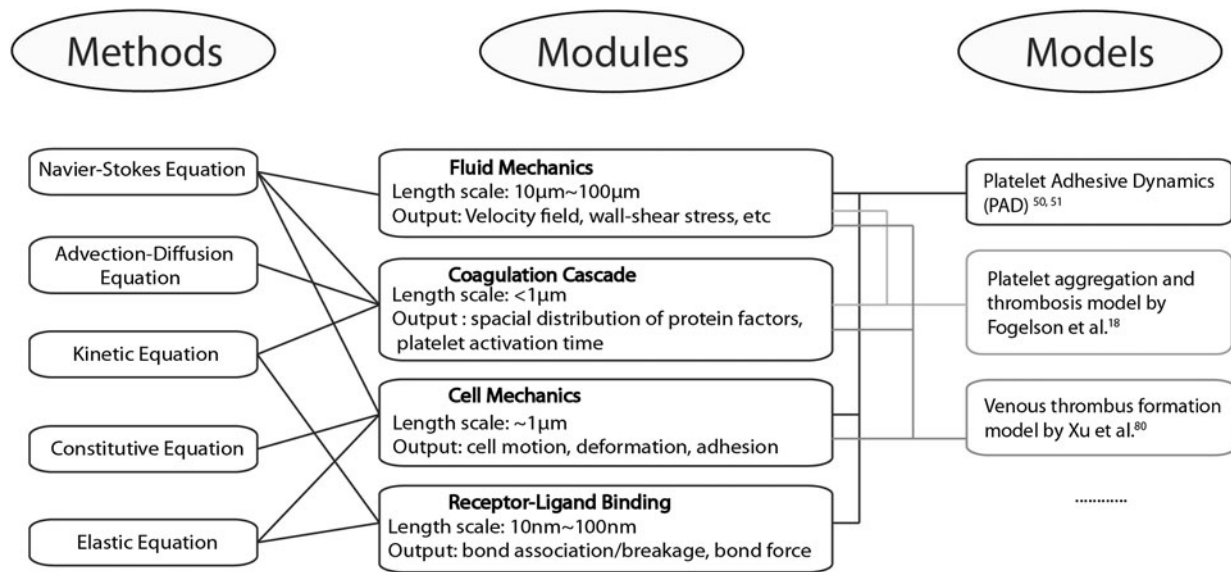 Methods
Modules
Models
Navier-Stokes Equation
Advection-Diffusion
Equation
Kinetic Equation
Constitutive Equation
Elastic Equation
Fluid Mechanics
Length scale: 10μm~100μm
Output: Velocity field, wall-shear stress, etc
Coagulation Cascade
Length scale: <1μm
Output : spacial distribution of protein factors,
platelet activation time
Cell Mechanics
Length scale: ~1μm
Output: cell motion, deformation, adhesion
Receptor-Ligand Binding
Length scale: 10nm~100nm
Output: bond association/breakage, bond force
Platelet Adhesive Dynamics
(PAD) 50, 51
Platelet aggregation and
thrombosis model by
Fogelson et al.18
Venous thrombus formation
model by Xu et al.80
............